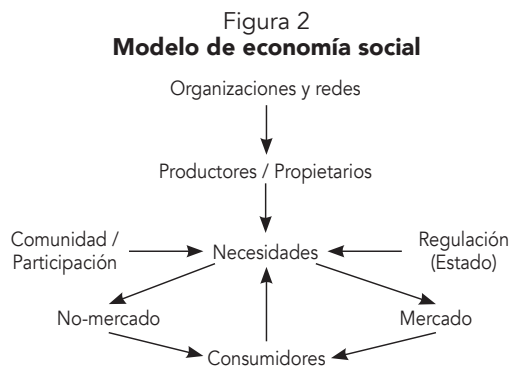 Figura 2
Modelo de economía social
Organizaciones y redes
Productores / Propietarios
Comunidad /
Participación
Necesidades
Regulación
(Estado)
No-mercado
Mercado
Consumidores